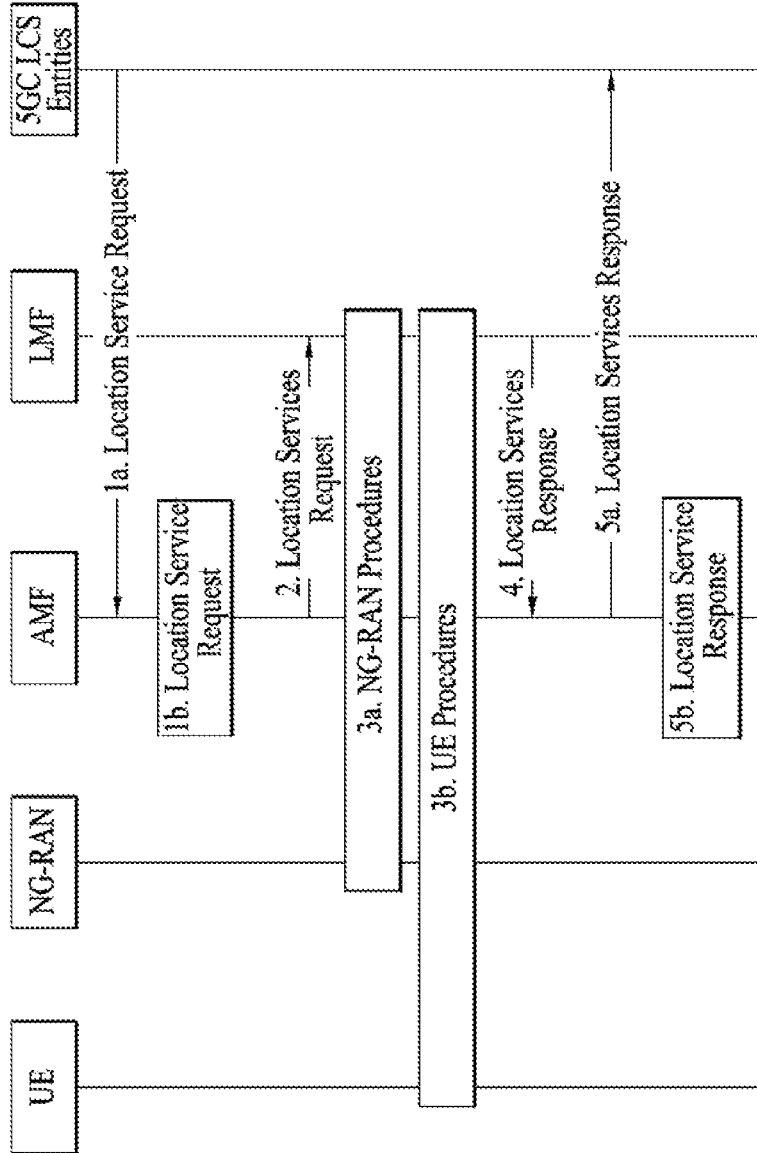 UE
NG-RAN
AMF
LMF
5GC LCS
Entities
1a. Location Service Request
1b. Location Service
Request
2. Location Services
Request
3a. NG-RAN Procedures
3b. UE Procedures
4. Location Services
Response
5a. Location Services Response
5b. Location Service
Response